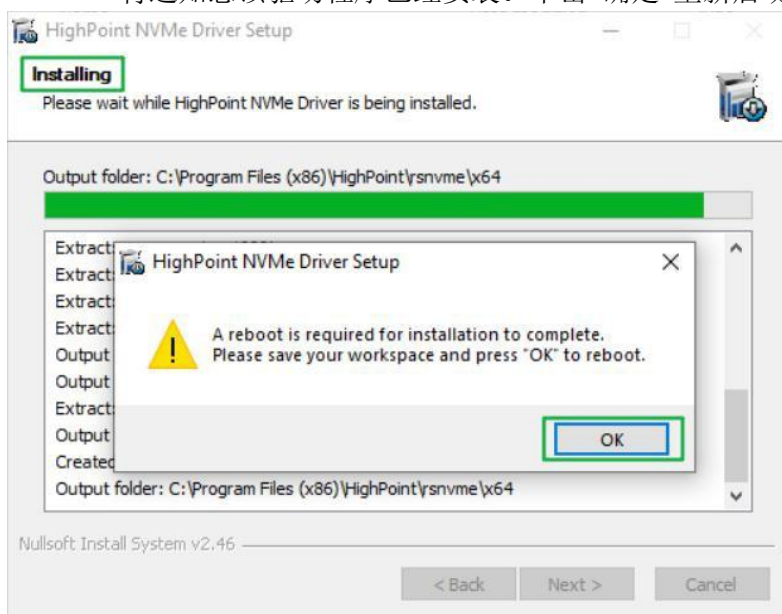 HighPoint NVMe Driver Setup
Installing
Please wait while HighPoint NVMe Driver is being installed.
Output folder: C:\Program Files (x86)\HighPoint\rsnvme\x64
Extract:
Extract:
Extract:
Extract:
Output
Output
Extract:
Output
Created
Output folder: C:\Program Files (x86)\HighPoint\rsnvme\x64
HighPoint NVMe Driver Setup
A reboot is required for installation to complete.
Please save your workspace and press "OK" to reboot.
OK
Nullsoft Install System v2.46
< Back Next > Cancel